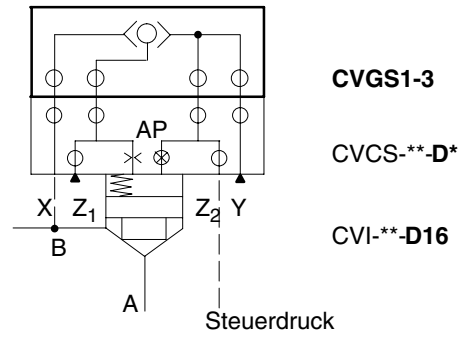 CVGS1-3
AP
CVCS-**-D*
X Z1 Z2 Y
B
CVI-**-D16
A
Steuerdruck